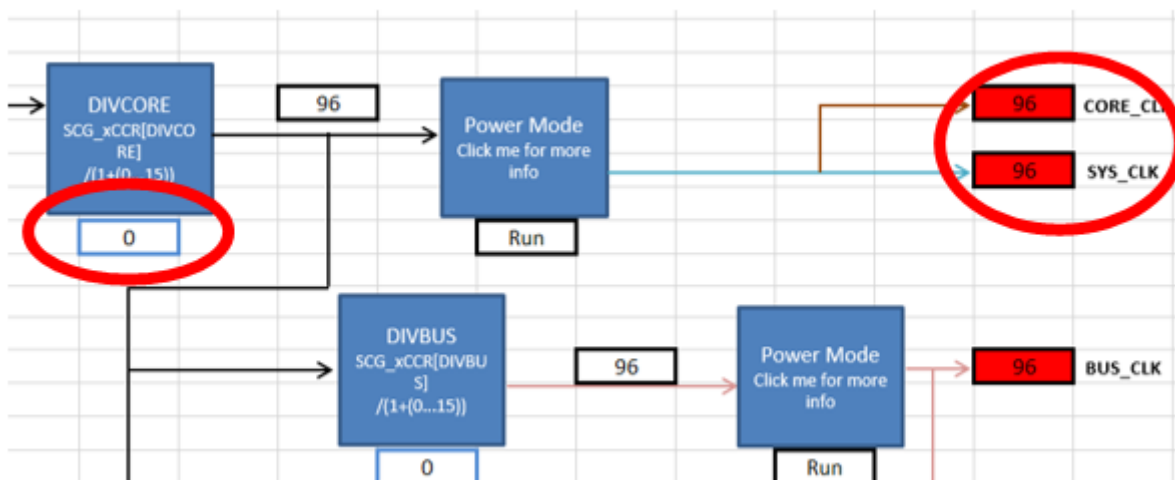 DIVCORE
SCG_xCCR[DIVCO
RE]
/(1+(0...15))
0
96
Power Mode
Click me for more
info
Run
96
CORE_CL
96
SYS_CLK
DIVBUS
SCG_xCCR[DIVBU
S]
/(1+(0...15))
0
96
Power Mode
Click me for more
info
Run
96
BUS_CLK